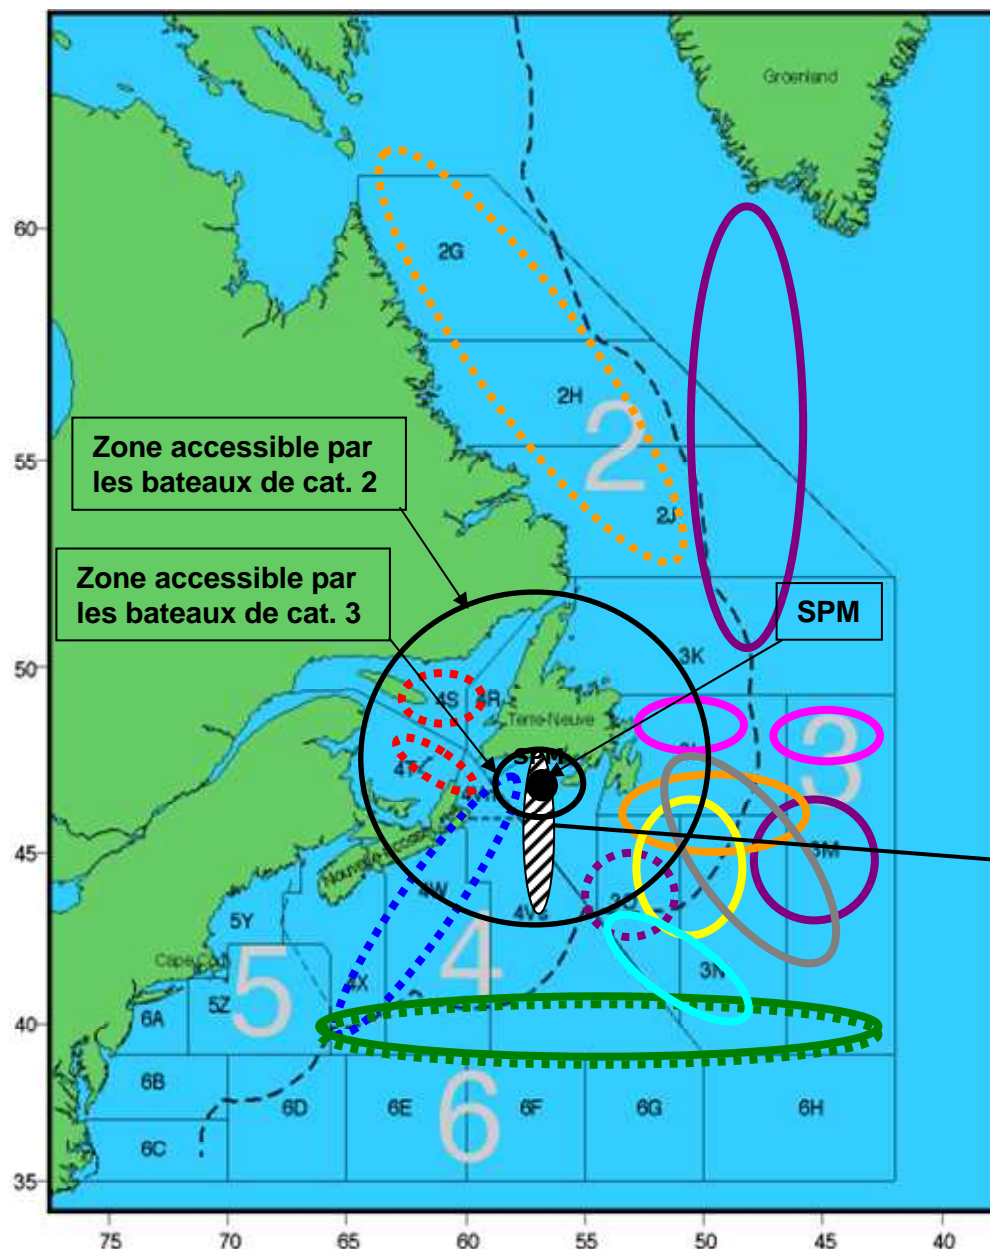 Groenland
60
2G
2H
2
Zone accessible par
les bateaux de cat. 2
55
2J
Zone accessible par
les bateaux de cat. 3
SPM
50
3K
4S
4R
Terre-Neuve
3
SPM
4T
45
3M
3O
4W
4Vs
5Y
Cape Cod
4
5
5Z
4X
3N
40
6A
6B
6
6D
6E
6F
6G
6H
6C
35
75
70
65
60
55
50
45
40